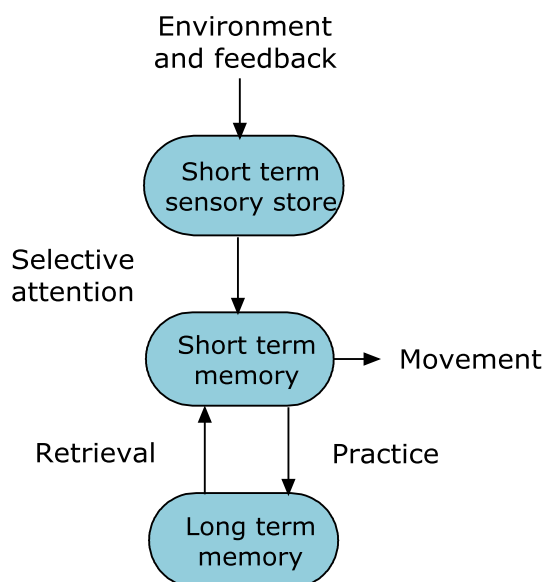 Environment
and feedback
Short term
sensory store
Selective
attention
Short term
memory
Movement
Retrieval
Practice
Long term
memory